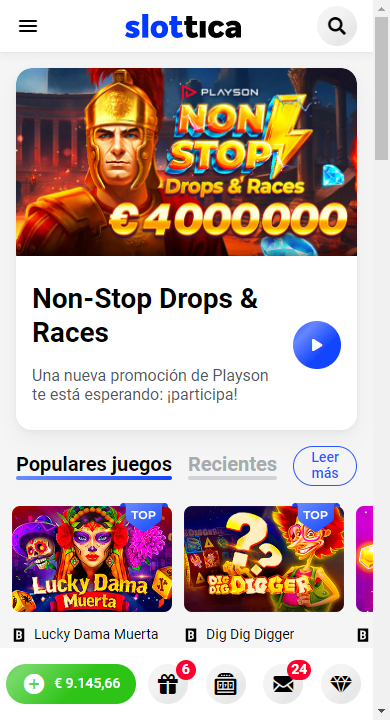 slottica
PLAYSON
NON
STOP
Drops & Races
€4000000
Non-Stop Drops &
Races
Una nueva promoción de Playson
te está esperando: ¡participa!
Populares juegos
Recientes
Leer
más
TOP
TOP
Lucky Dama
Muerta
DIG DIG
DIGGER
B Lucky Dama Muerta
B Dig Dig Digger
B
€ 9.145,66
6
24